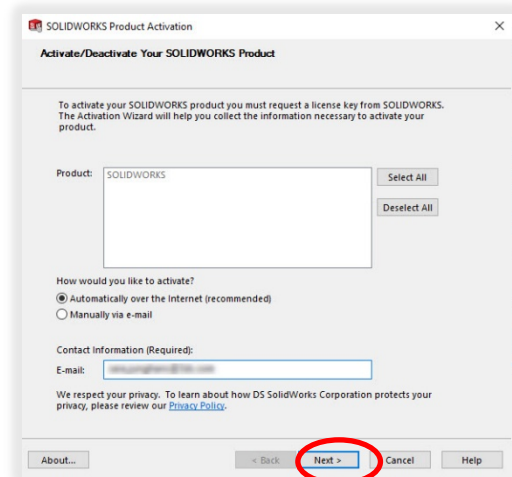 SOLIDWORKS Product Activation
Activate/Deactivate Your SOLIDWORKS Product
To activate your SOLIDWORKS product you must request a license key from SOLIDWORKS.
The Activation Wizard will help you collect the information necessary to activate your
product.
Product:
SOLIDWORKS
Select All
Deselect All
How would you like to activate?
Automatically over the Internet (recommended)
Manually via e-mail
Contact Information (Required):
E-mail:
We respect your privacy. To learn about how DS SolidWorks Corporation protects your
privacy, please review our Privacy Policy.
About...
< Back
Next >
Cancel
Help